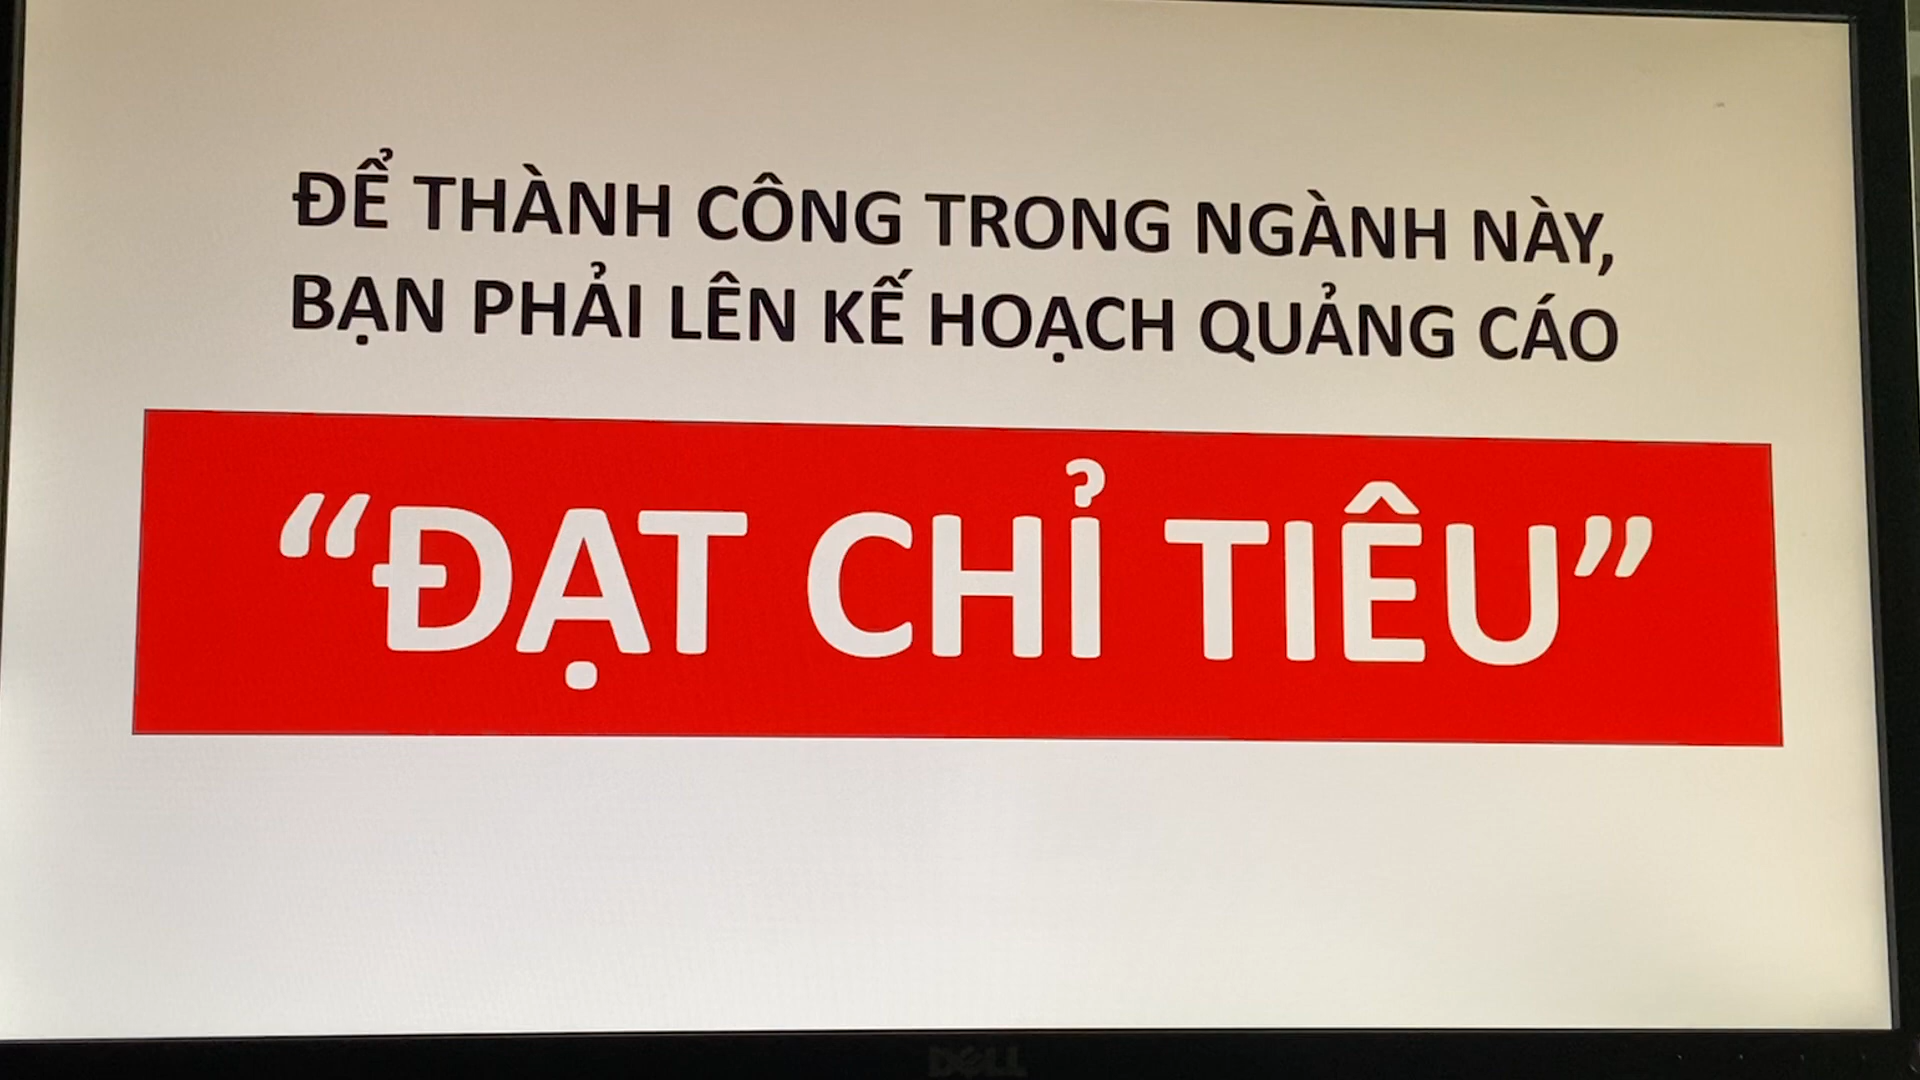 ĐỂ THÀNH CÔNG TRONG NGÀNH NÀY,
BẠN PHẢI LÊN KẾ HOẠCH QUẢNG CÁO
“ĐẠT CHỈ TIÊU”
DELL